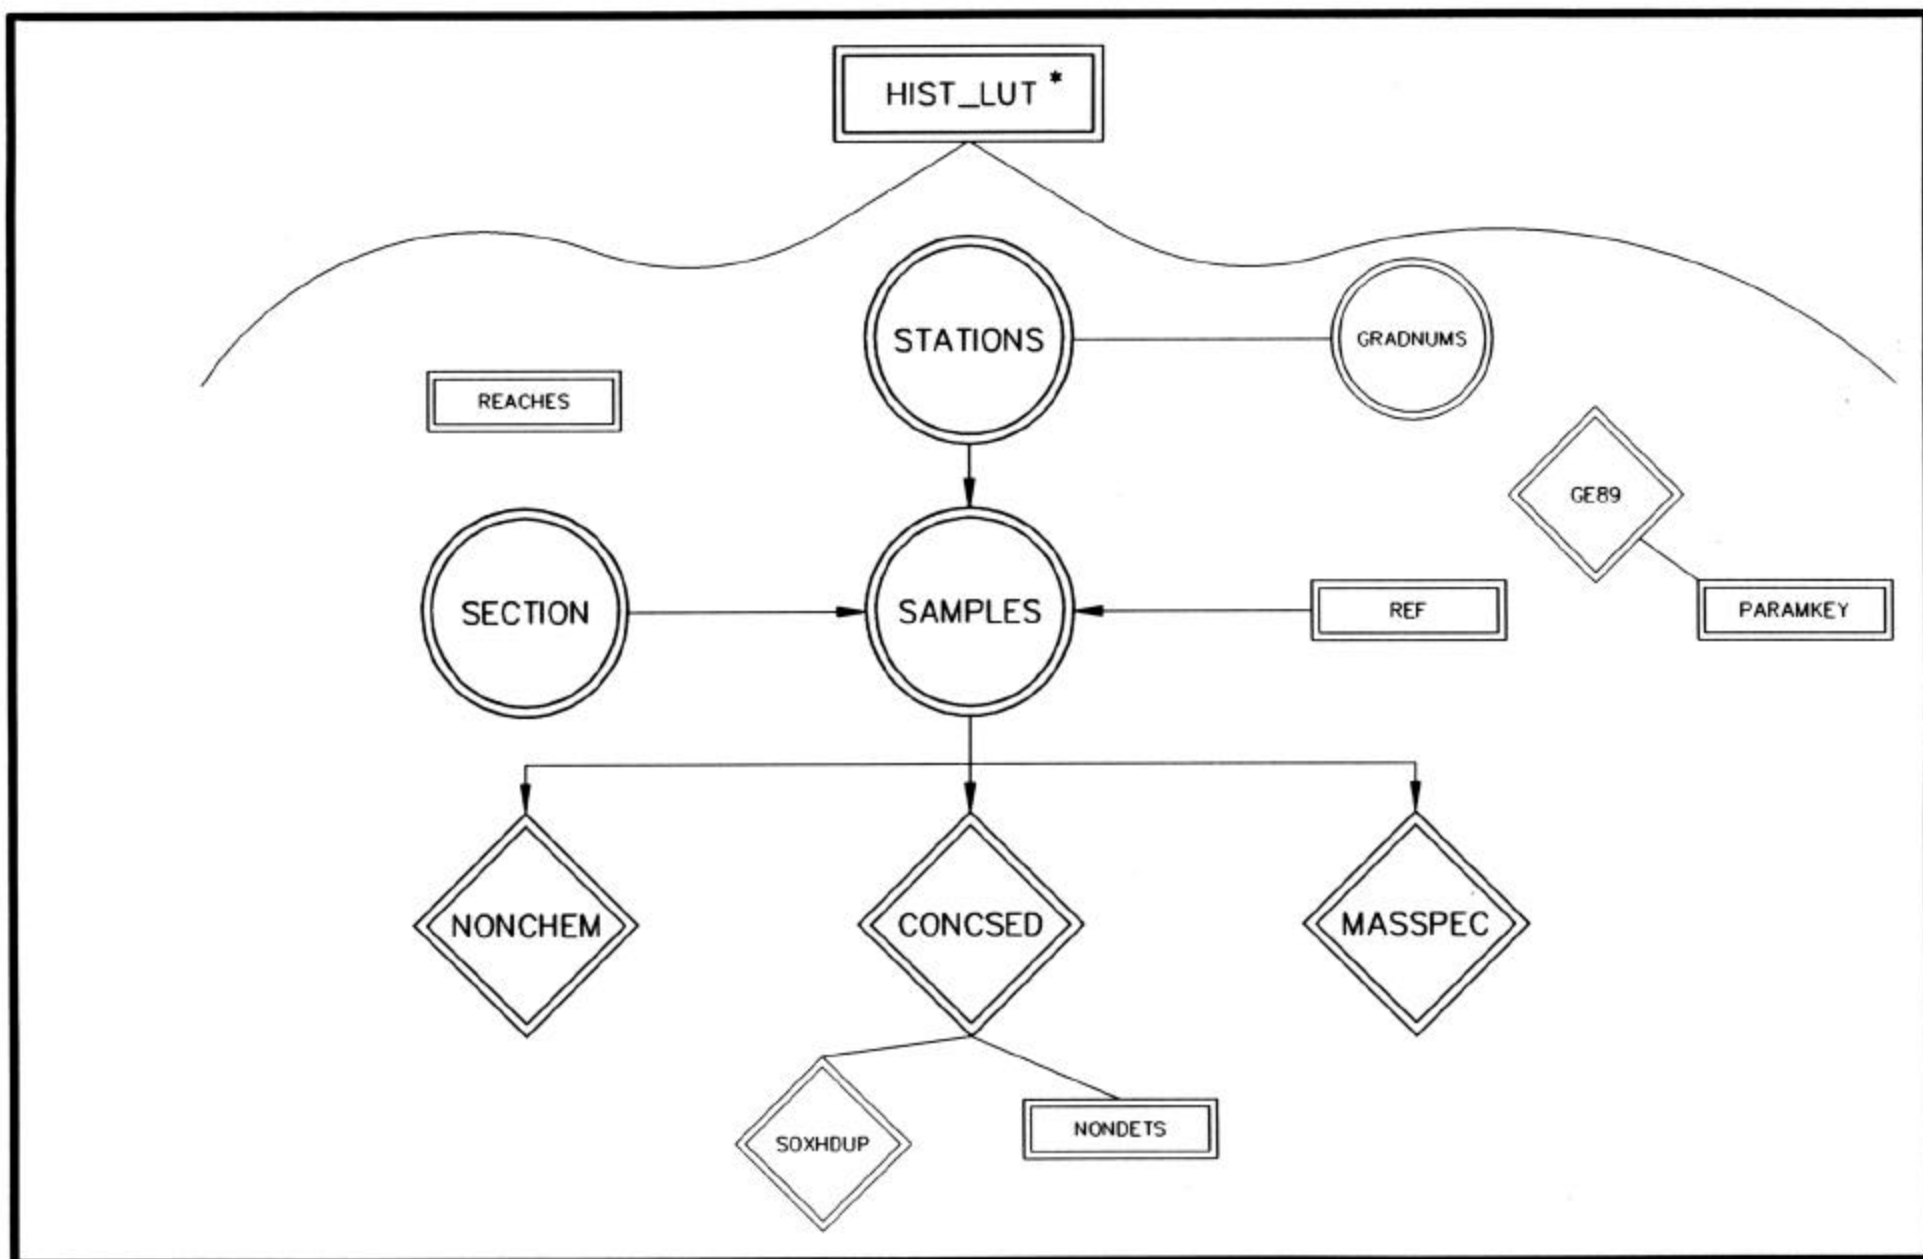 HIST_LUT *
STATIONS
GRADNUMS
REACHES
GE89
SECTION
SAMPLES
REF
PARAMKEY
NONCHEM
CONCSED
MASSPEC
SOXHDUP
NONDETS